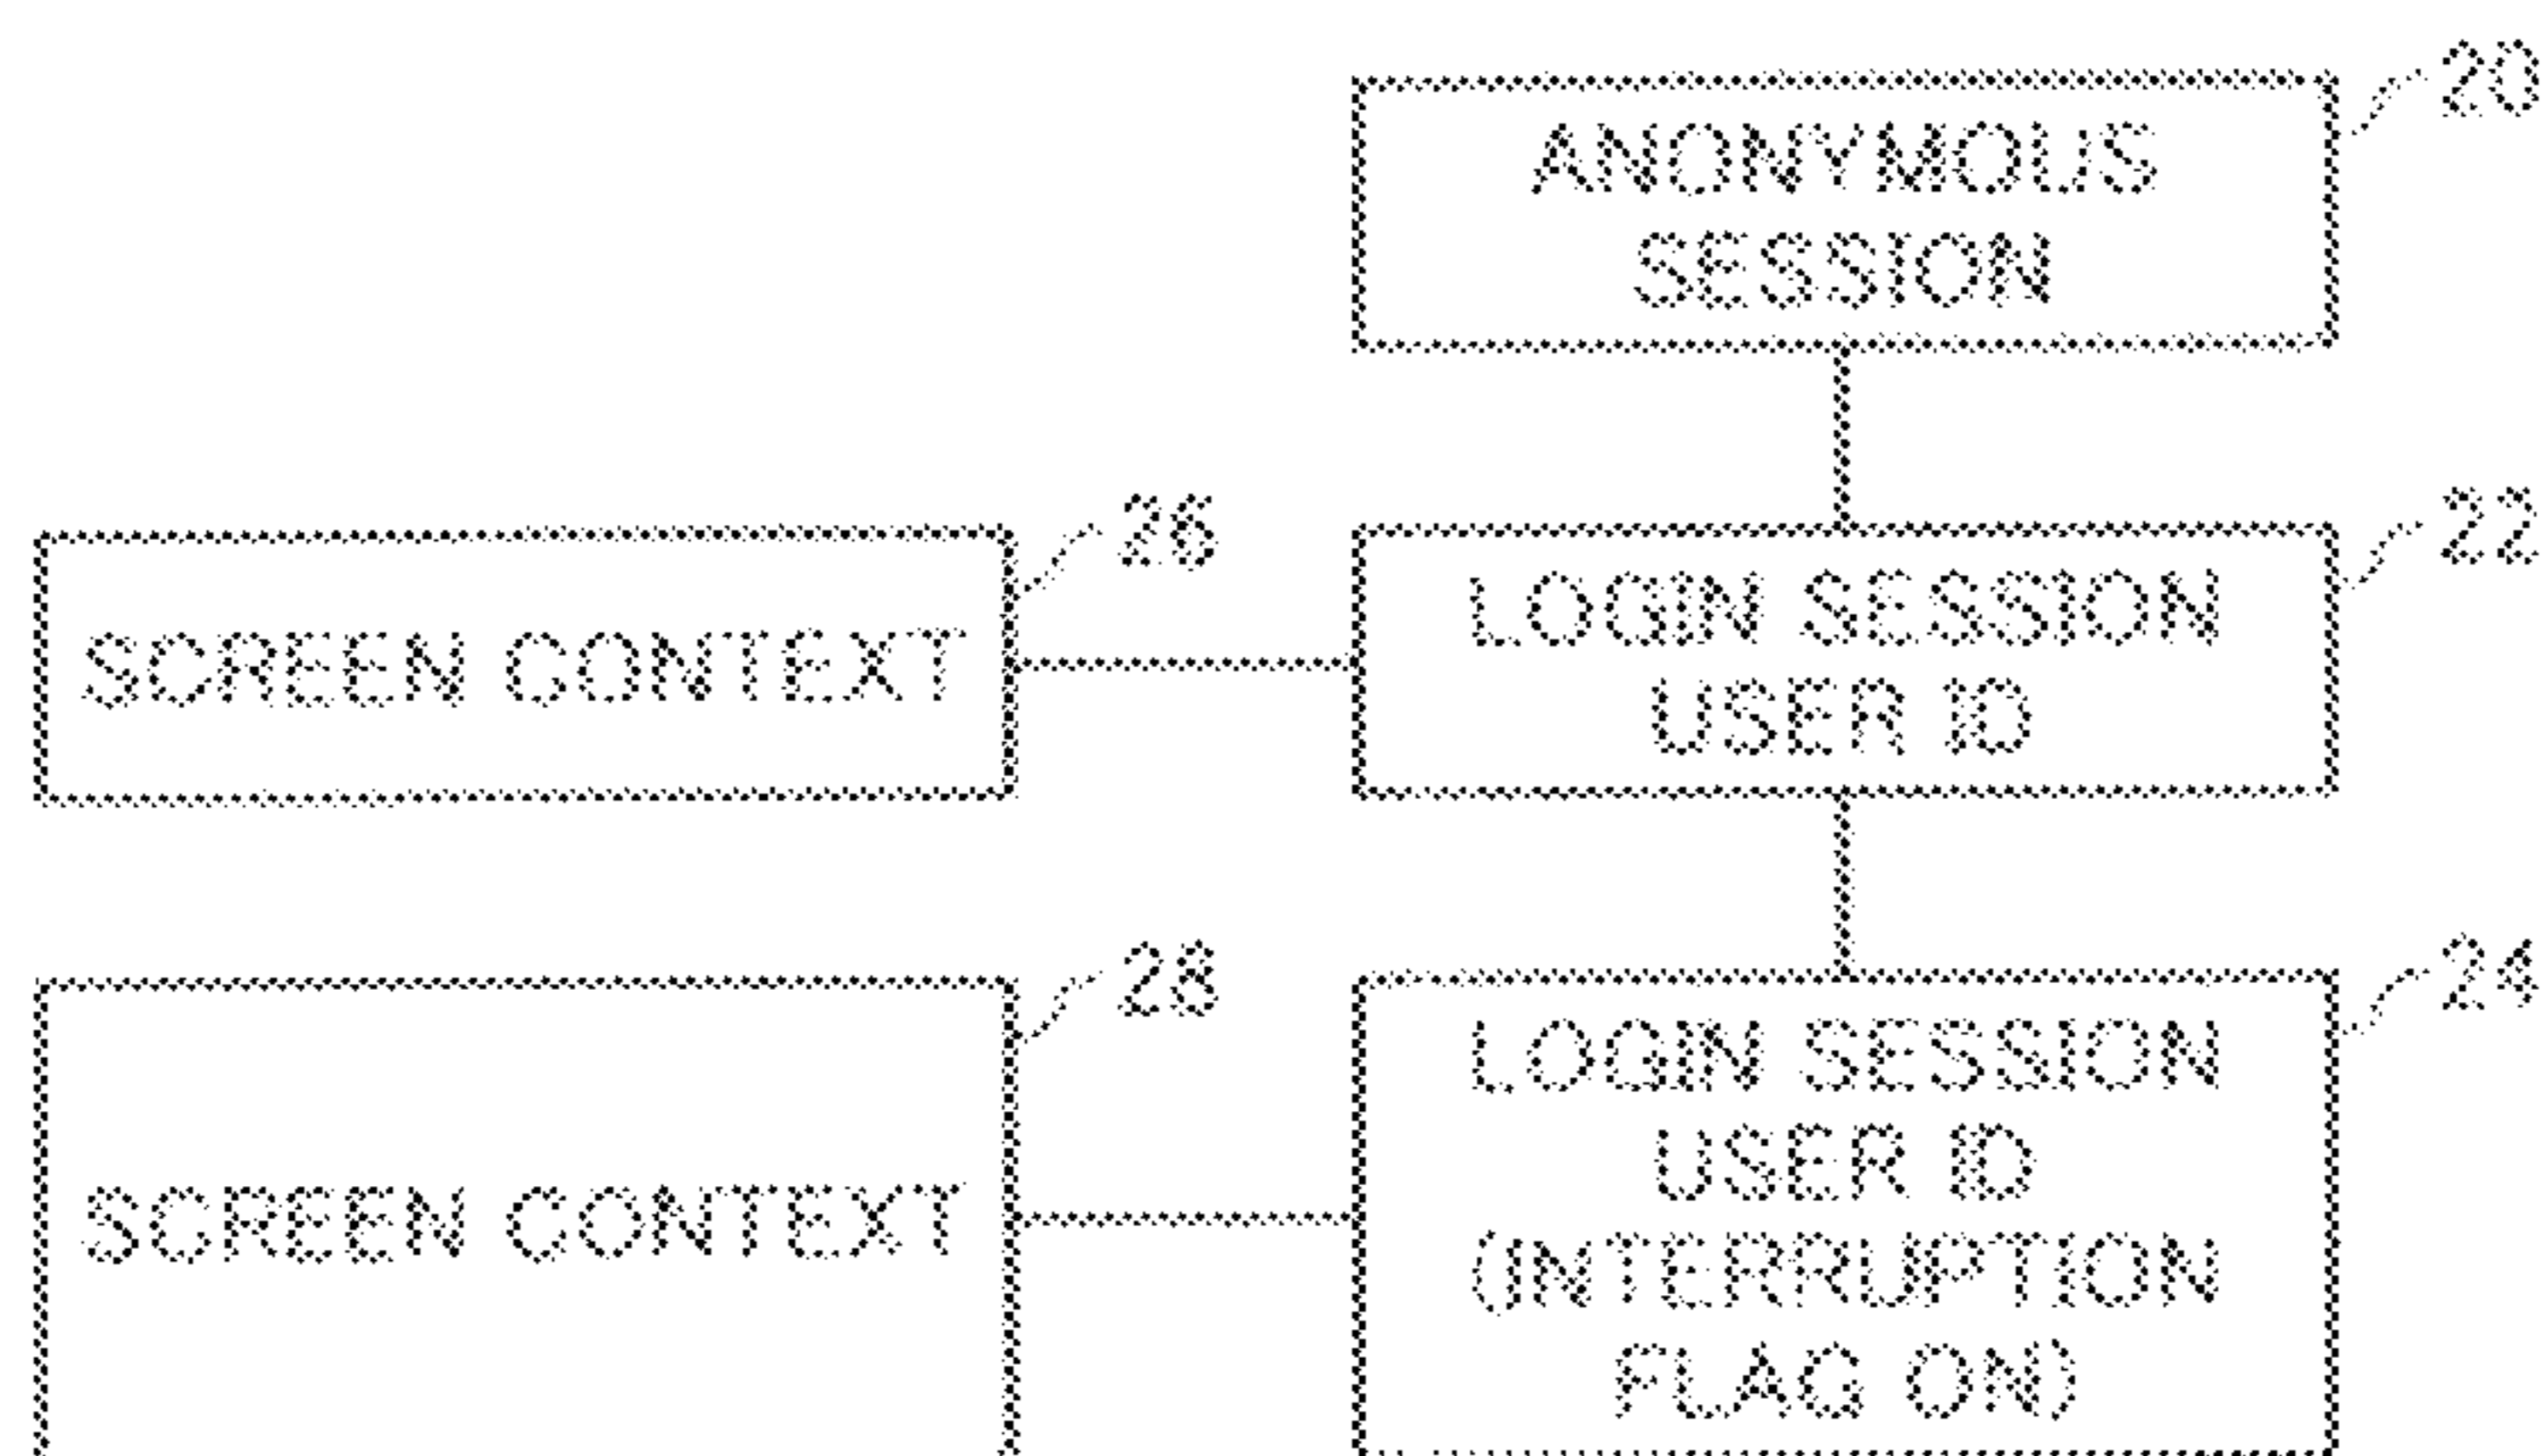 20
ANONYMOUS
SESSION
26
22
SCREEN CONTEXT
LOGIN SESSION
USER ID
28
24
SCREEN CONTEXT
LOGIN SESSION
USER ID
(INTERRUPTION
FLAG ON)